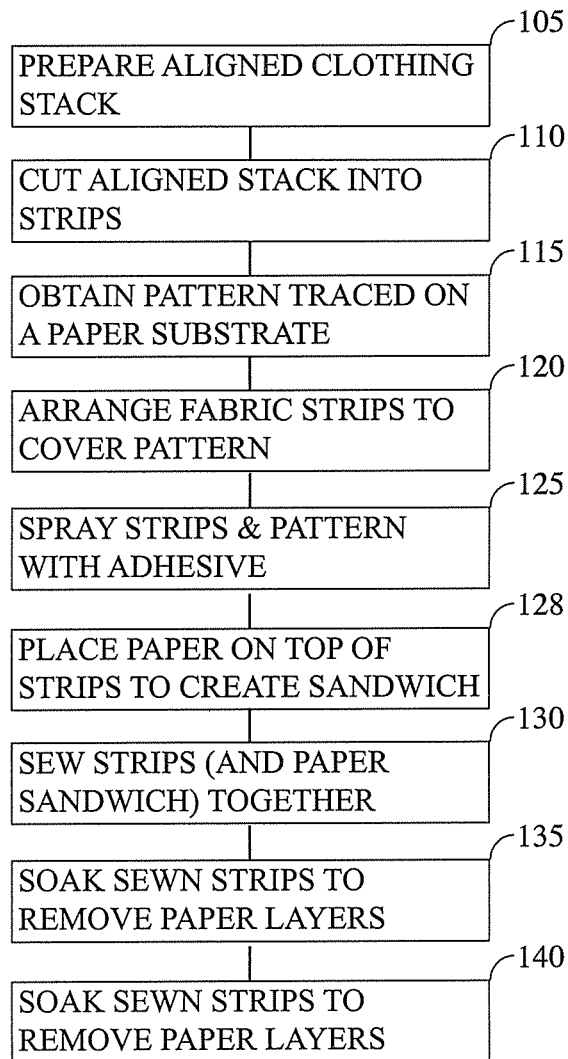 105
PREPARE ALIGNED CLOTHING
STACK
110
CUT ALIGNED STACK INTO
STRIPS
115
OBTAIN PATTERN TRACED ON
A PAPER SUBSTRATE
120
ARRANGE FABRIC STRIPS TO
COVER PATTERN
125
SPRAY STRIPS & PATTERN
WITH ADHESIVE
128
PLACE PAPER ON TOP OF
STRIPS TO CREATE SANDWICH
130
SEW STRIPS (AND PAPER
SANDWICH) TOGETHER
135
SOAK SEWN STRIPS TO
REMOVE PAPER LAYERS
140
SOAK SEWN STRIPS TO
REMOVE PAPER LAYERS